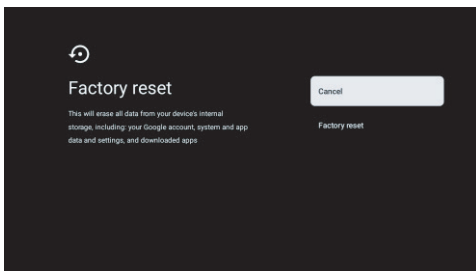 Factory reset
This will erase all data from your device's internal
storage, including: your Google account, system and app
data and settings, and downloaded apps
Cancel
Factory reset